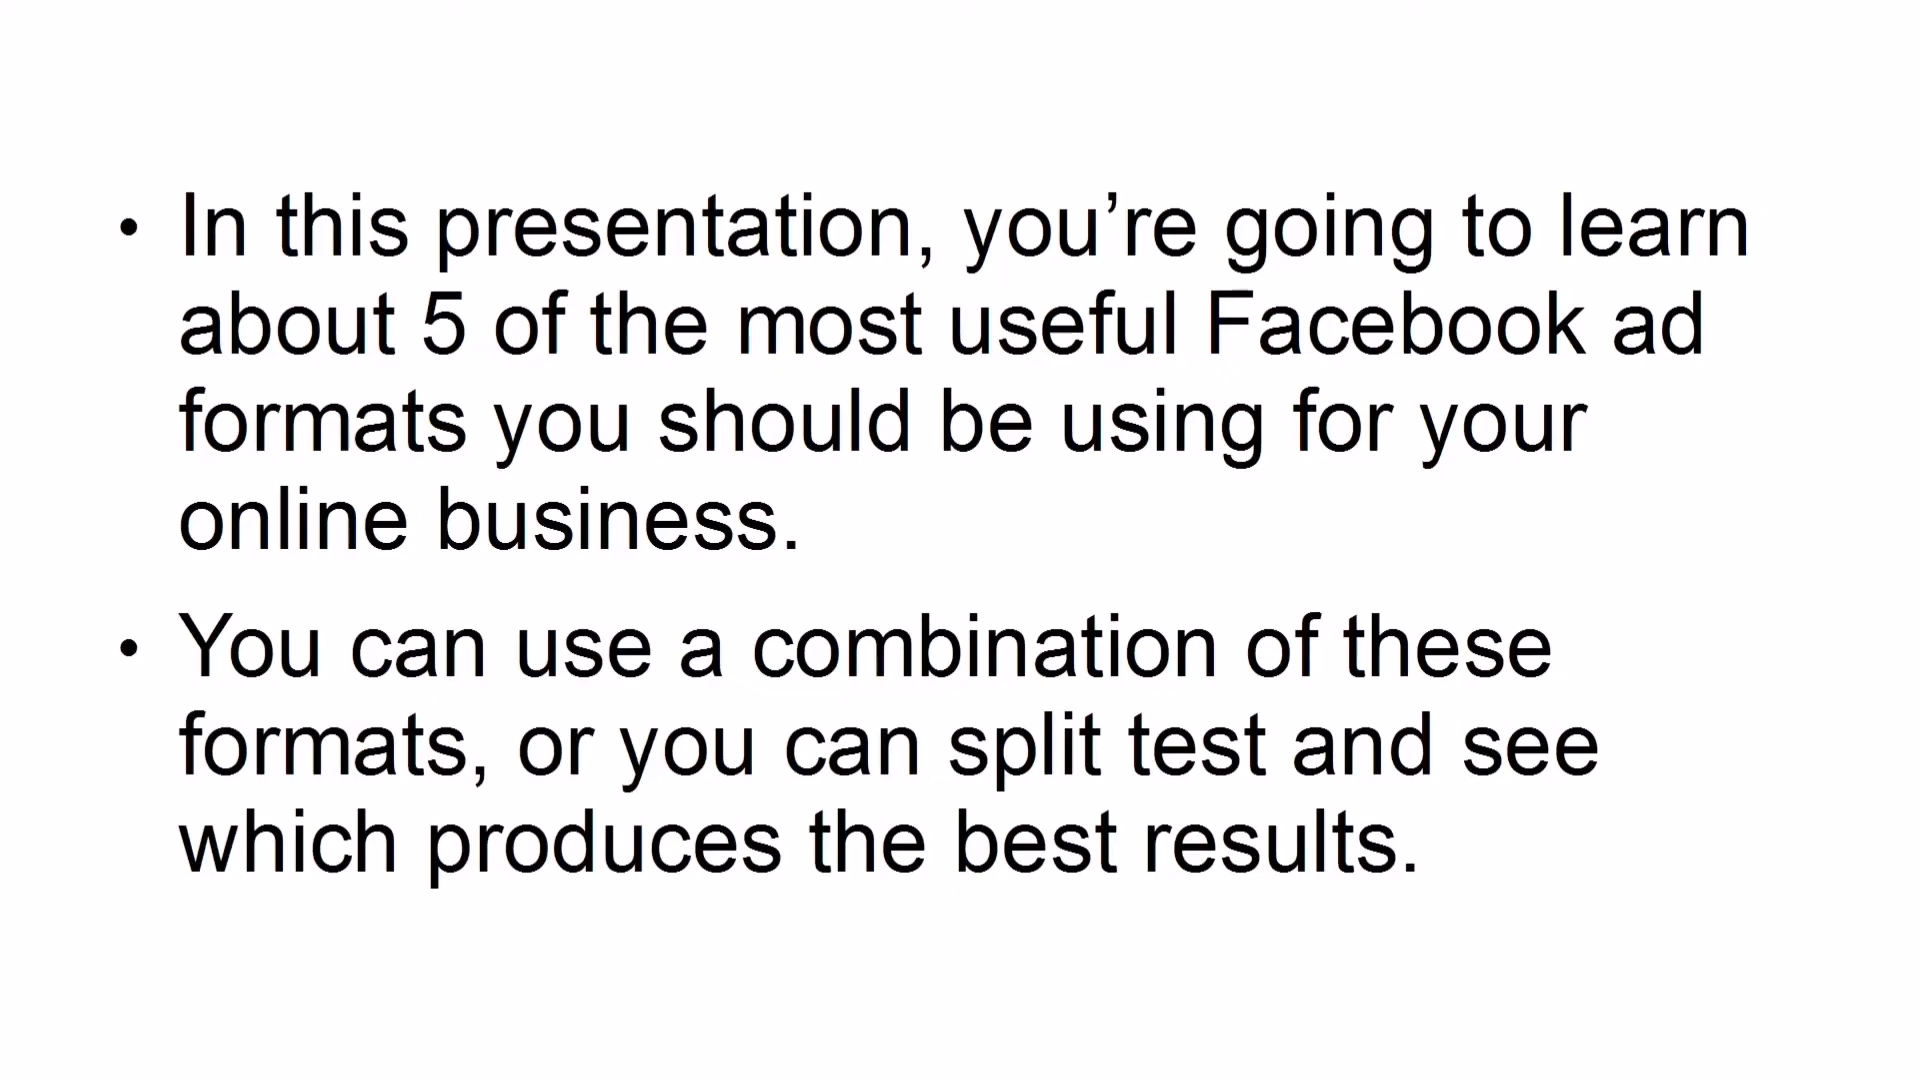 • In this presentation, you’re going to learn
about 5 of the most useful Facebook ad
formats you should be using for your
online business.
• You can use a combination of these
formats, or you can split test and see
which produces the best results.